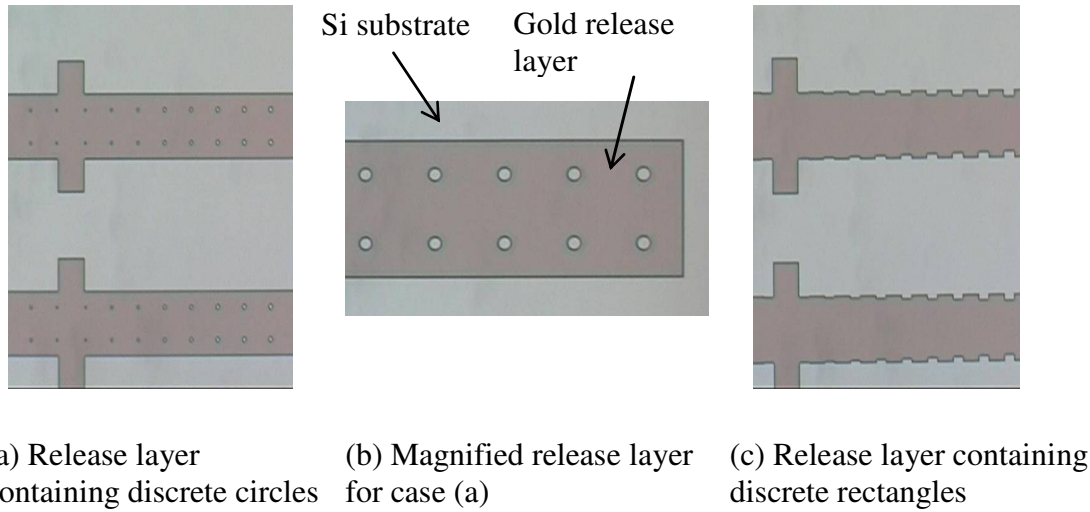 Si substrate
Gold release
layer
a) Release layer
ontaining discrete circles
(b) Magnified release layer
for case (a)
(c) Release layer containing
discrete rectangles